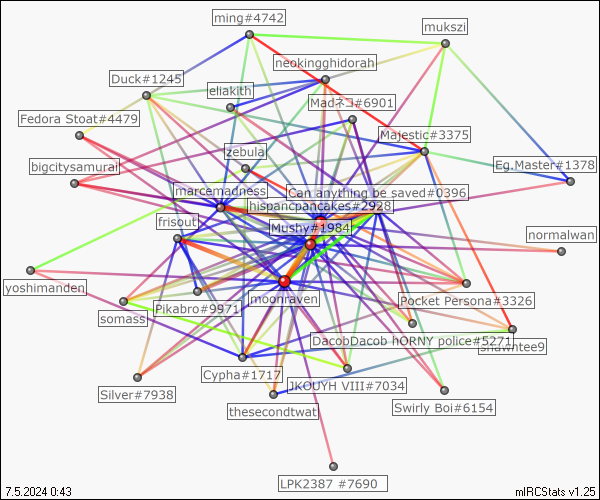 ming#4742
mukszi
neokingghidorah
Duck#1245
eliakith
Madネコ#6901
Fedora Stoat#4479
Majestic#3375
zebulai
bigcitysamurai
Eg.Master#1378
marcemadness
Can anything be saved#0396
hispancpancakes#2928
frisout
Mushy#1984
normalwan
yoshimanden
moonraven
somass
Pikabro#9971
Pocket Persona#3326
DacobDacob hORNY police#5271
shawntee9
Cypha#1717
JKOUYH VIII#7034
Silver#7938
thesecondtwat
Swirly Boi#6154
LPK2387 #7690
7.5.2024 0:43
mIRCStats v1.25